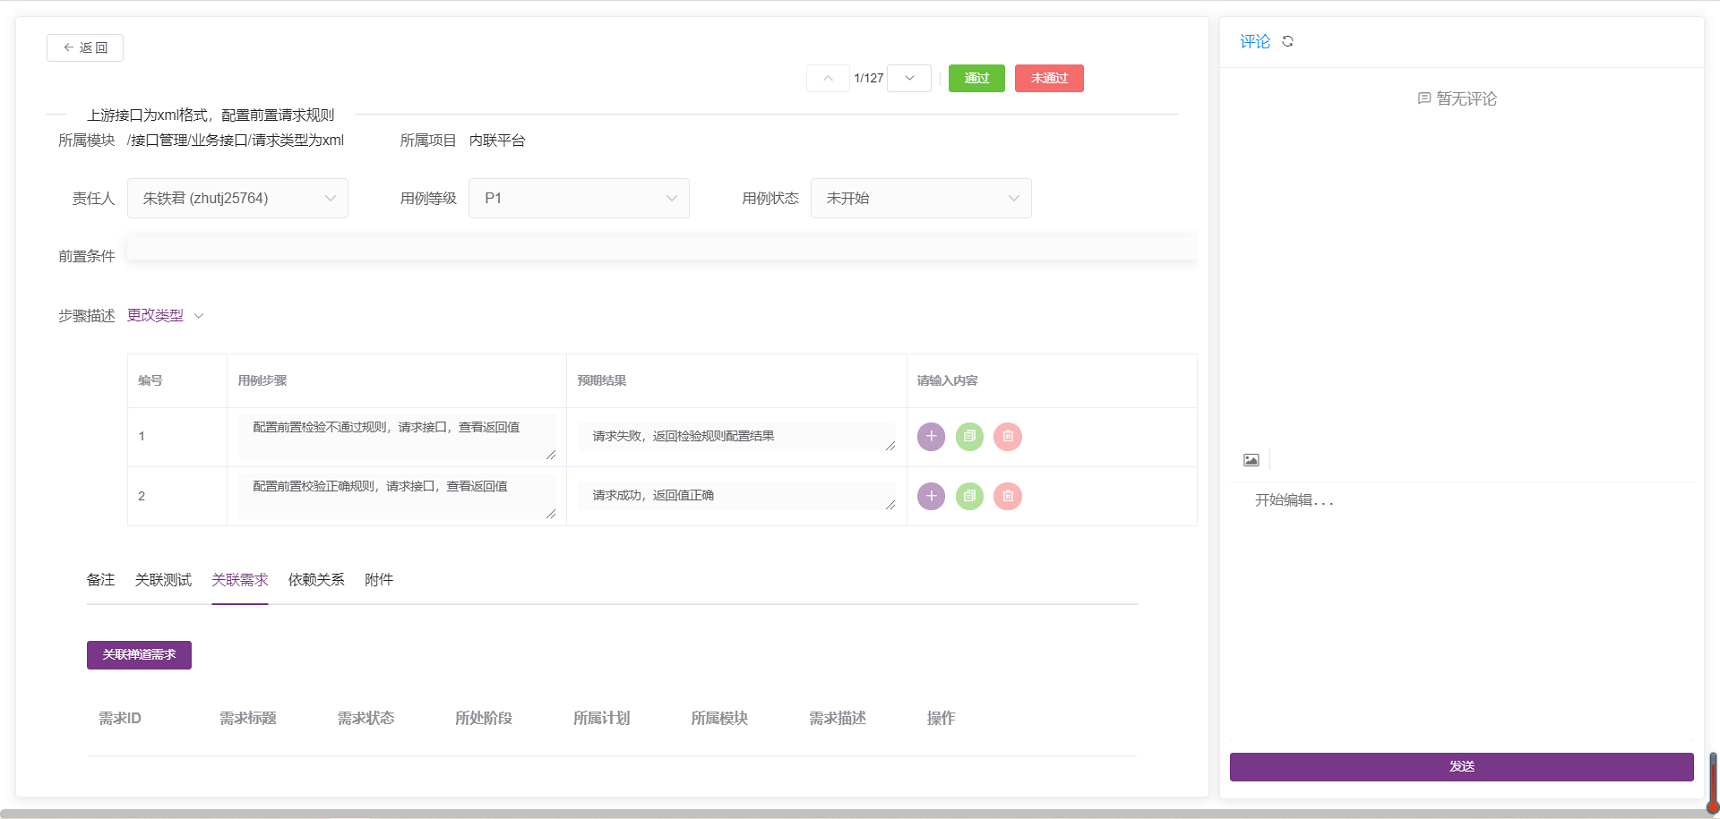 返 回
1/127
通过
未通过
上游接口为xml格式，配置前置请求规则
所属模块 /接口管理/业务接口/请求类型为xml 所属项目 内联平台
责任人 朱铁君 (zhutj25764) 用例等级 P1 用例状态 未开始
前置条件
步骤描述 更改类型
编号 用例步骤 预期结果 请输入内容
1 配置前置检验不通过规则，请求接口，查看返回值 请求失败，返回检验规则配置结果
2 配置前置校验正确规则，请求接口，查看返回值 请求成功，返回值正确
备注 关联测试 关联需求 依赖关系 附件
关联禅道需求
需求ID 需求标题 需求状态 所处阶段 所属计划 所属模块 需求描述 操作
评论
暂无评论
开始编辑...
发送